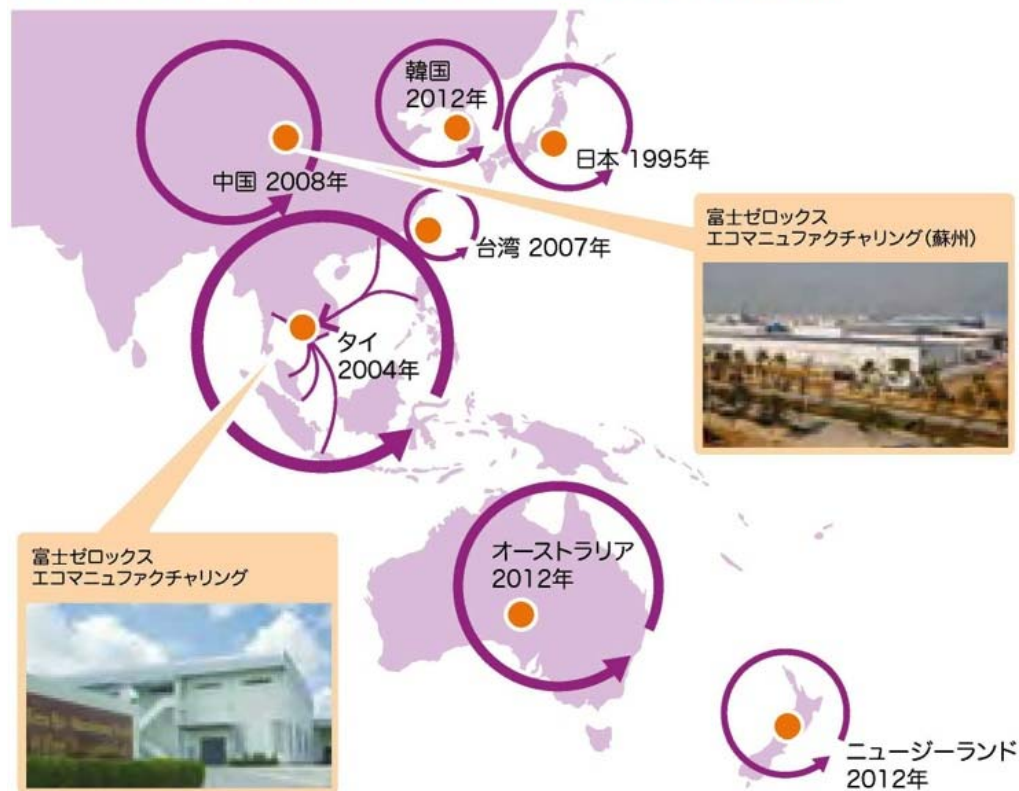 韓国
2012年
日本 1995年
中国 2008年
台湾 2007年
富士ゼロックス
エコマニュファクチャリング(蘇州)
タイ
2004年
オーストラリア
2012年
富士ゼロックス
エコマニュファクチャリング
ニュージーランド
2012年